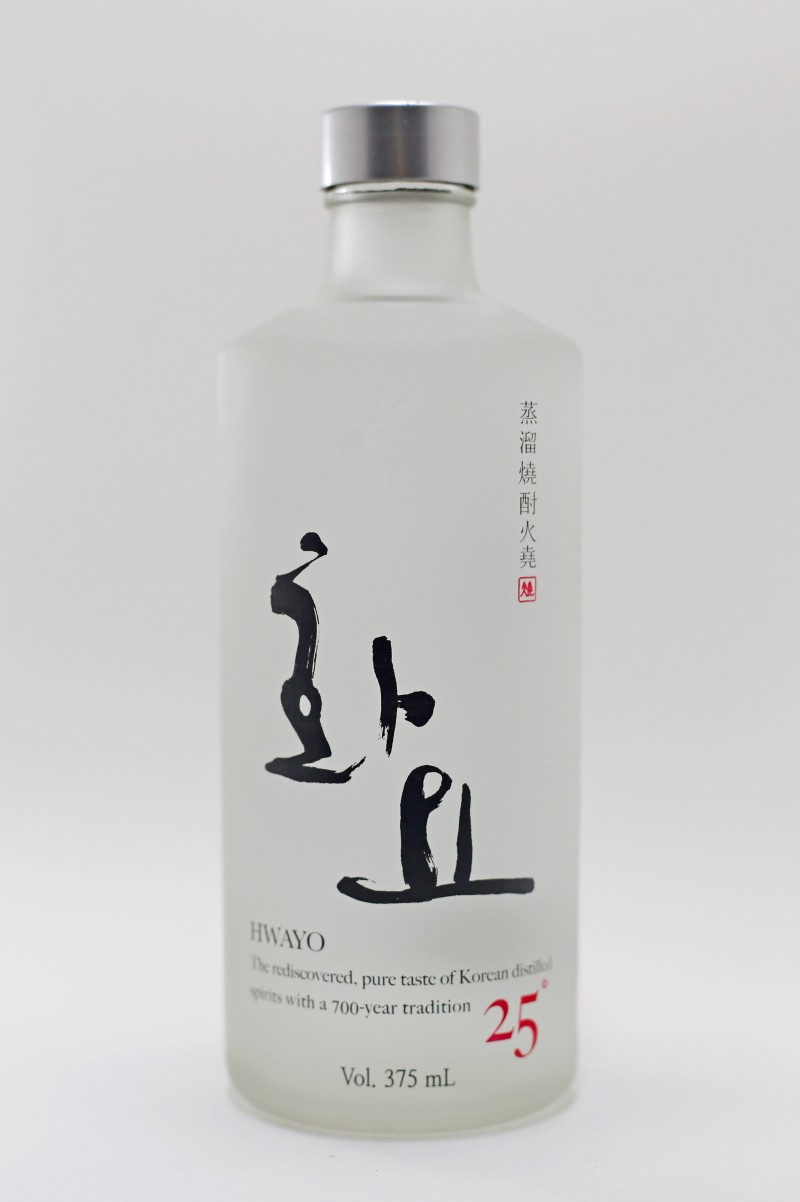 蒸溜燒酎火堯
화요
HWAYO
The rediscovered, pure taste of Korean distilled
spirits with a 700-year tradition
25°
Vol. 375 mL